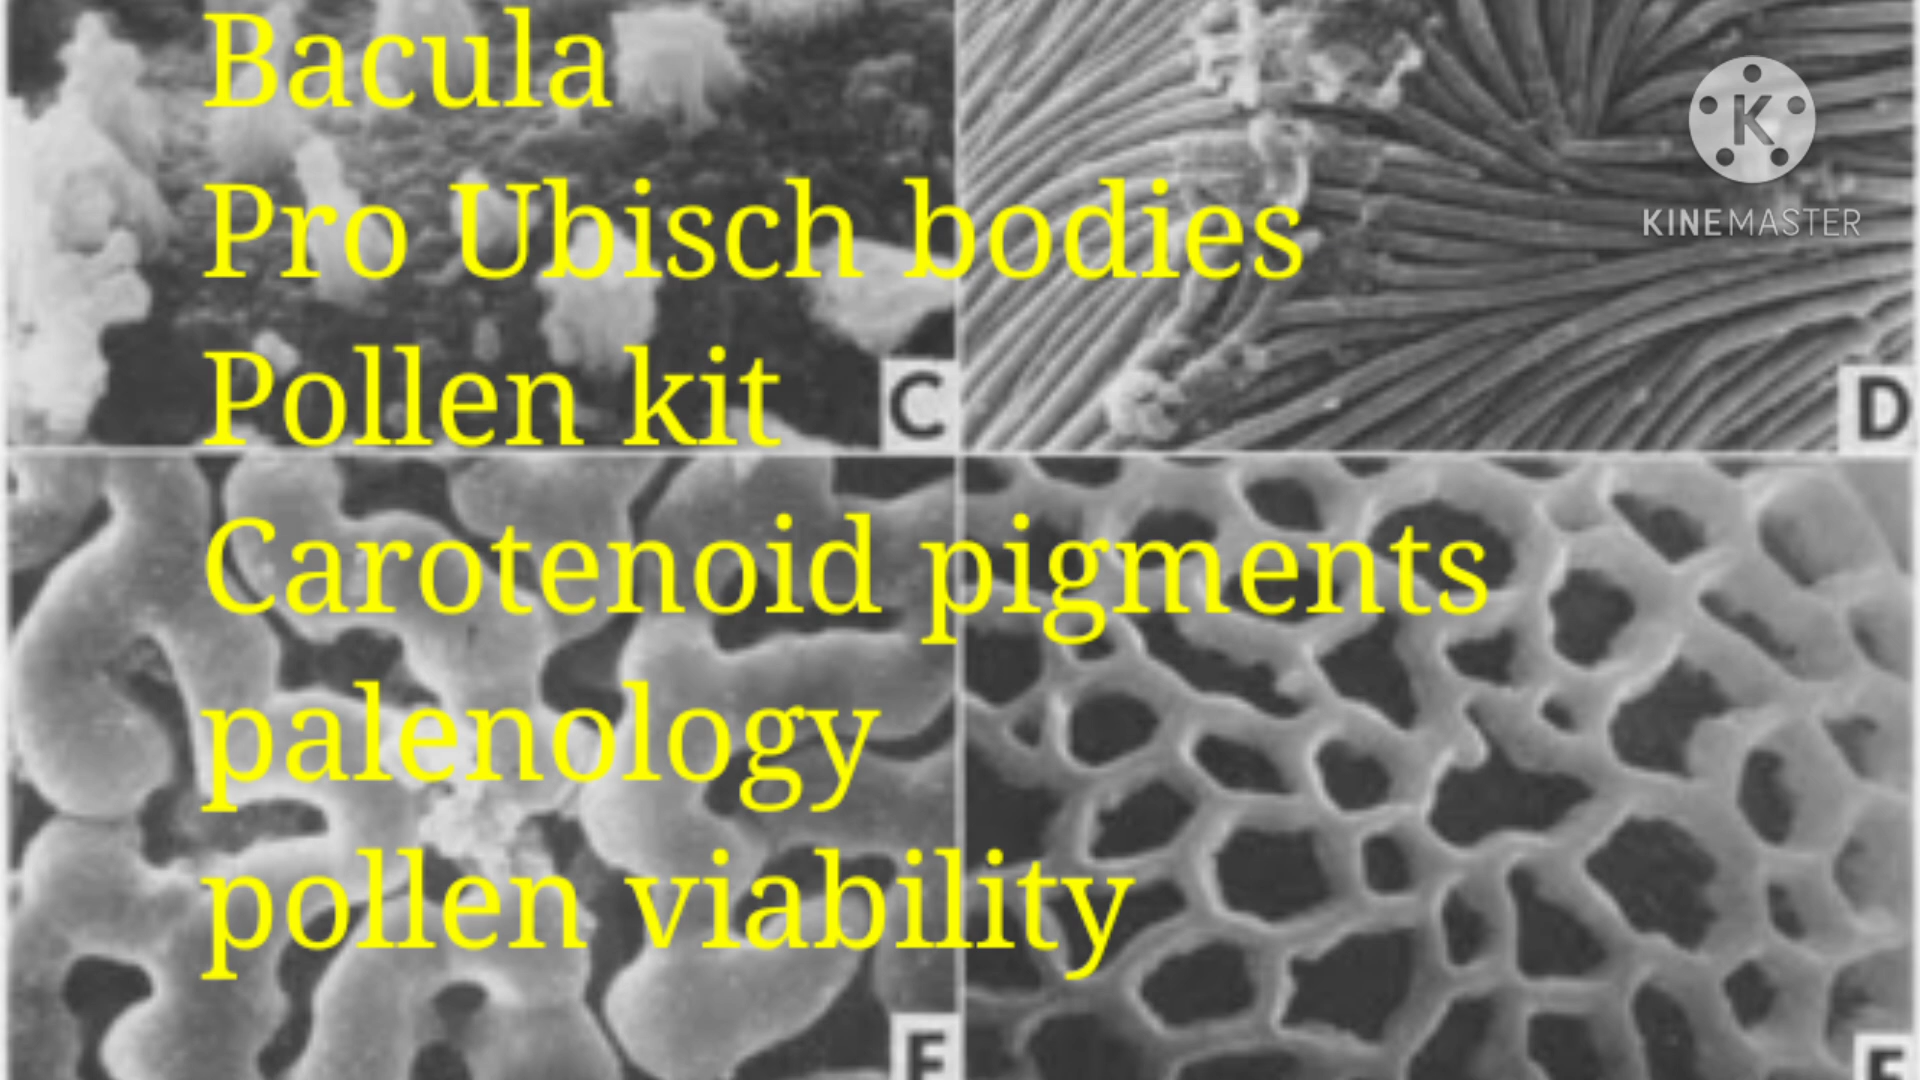 Bacula
Pro Ubisch bodies
Pollen kit
Carotenoid pigments
palenology
pollen viability
K
KINEMASTER
C
D
E
F